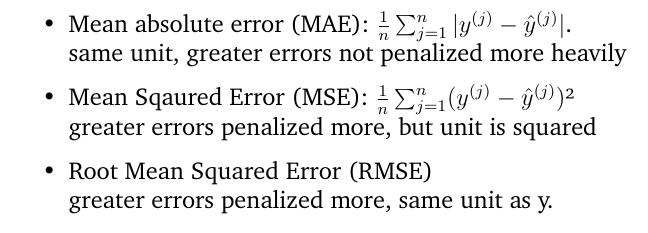 • Mean absolute error (MAE): $\frac{1}{n} \sum_{j=1}^{n} |y^{(j)} - \hat{y}^{(j)}|$.
same unit, greater errors not penalized more heavily
• Mean Sqaured Error (MSE): $\frac{1}{n} \sum_{j=1}^{n} (y^{(j)} - \hat{y}^{(j)})^2$
greater errors penalized more, but unit is squared
• Root Mean Squared Error (RMSE)
greater errors penalized more, same unit as y.